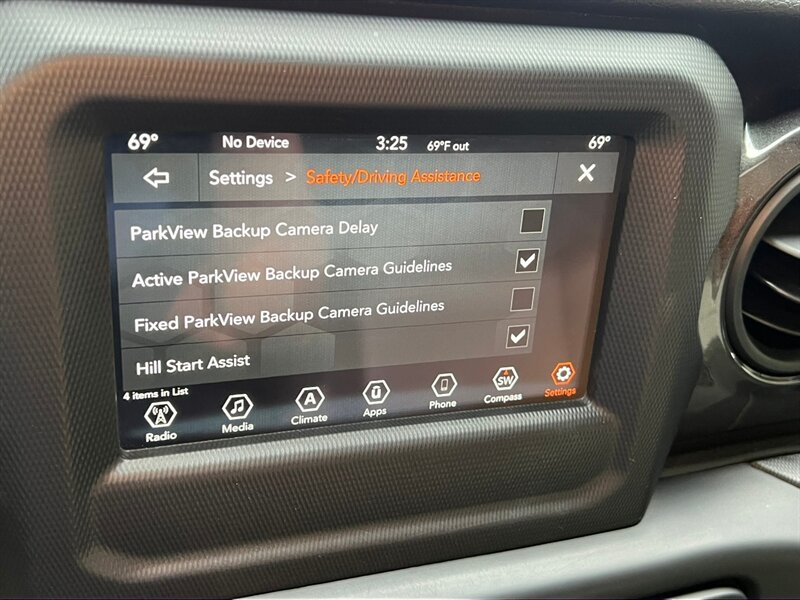 69° No Device 3:25 69°F out 69°
Settings > Safety/Driving Assistance X
ParkView Backup Camera Delay
Active ParkView Backup Camera Guidelines
Fixed ParkView Backup Camera Guidelines
Hill Start Assist
4 items in List
A ū SW
Radio Media Climate Apps Phone Compass Settings